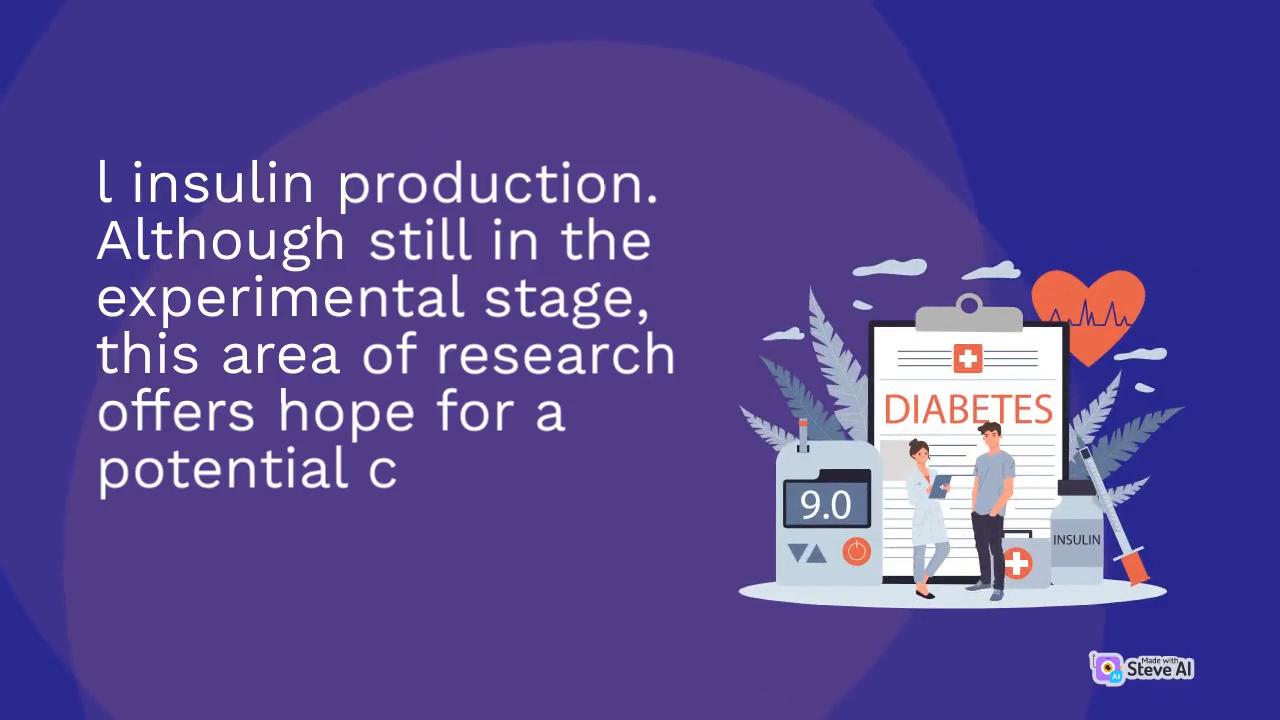 l insulin production.
Although still in the
experimental stage,
this area of research
offers hope for a
potential c
DIABETES
9.0
INSULIN
Made with
Steve AI
AI